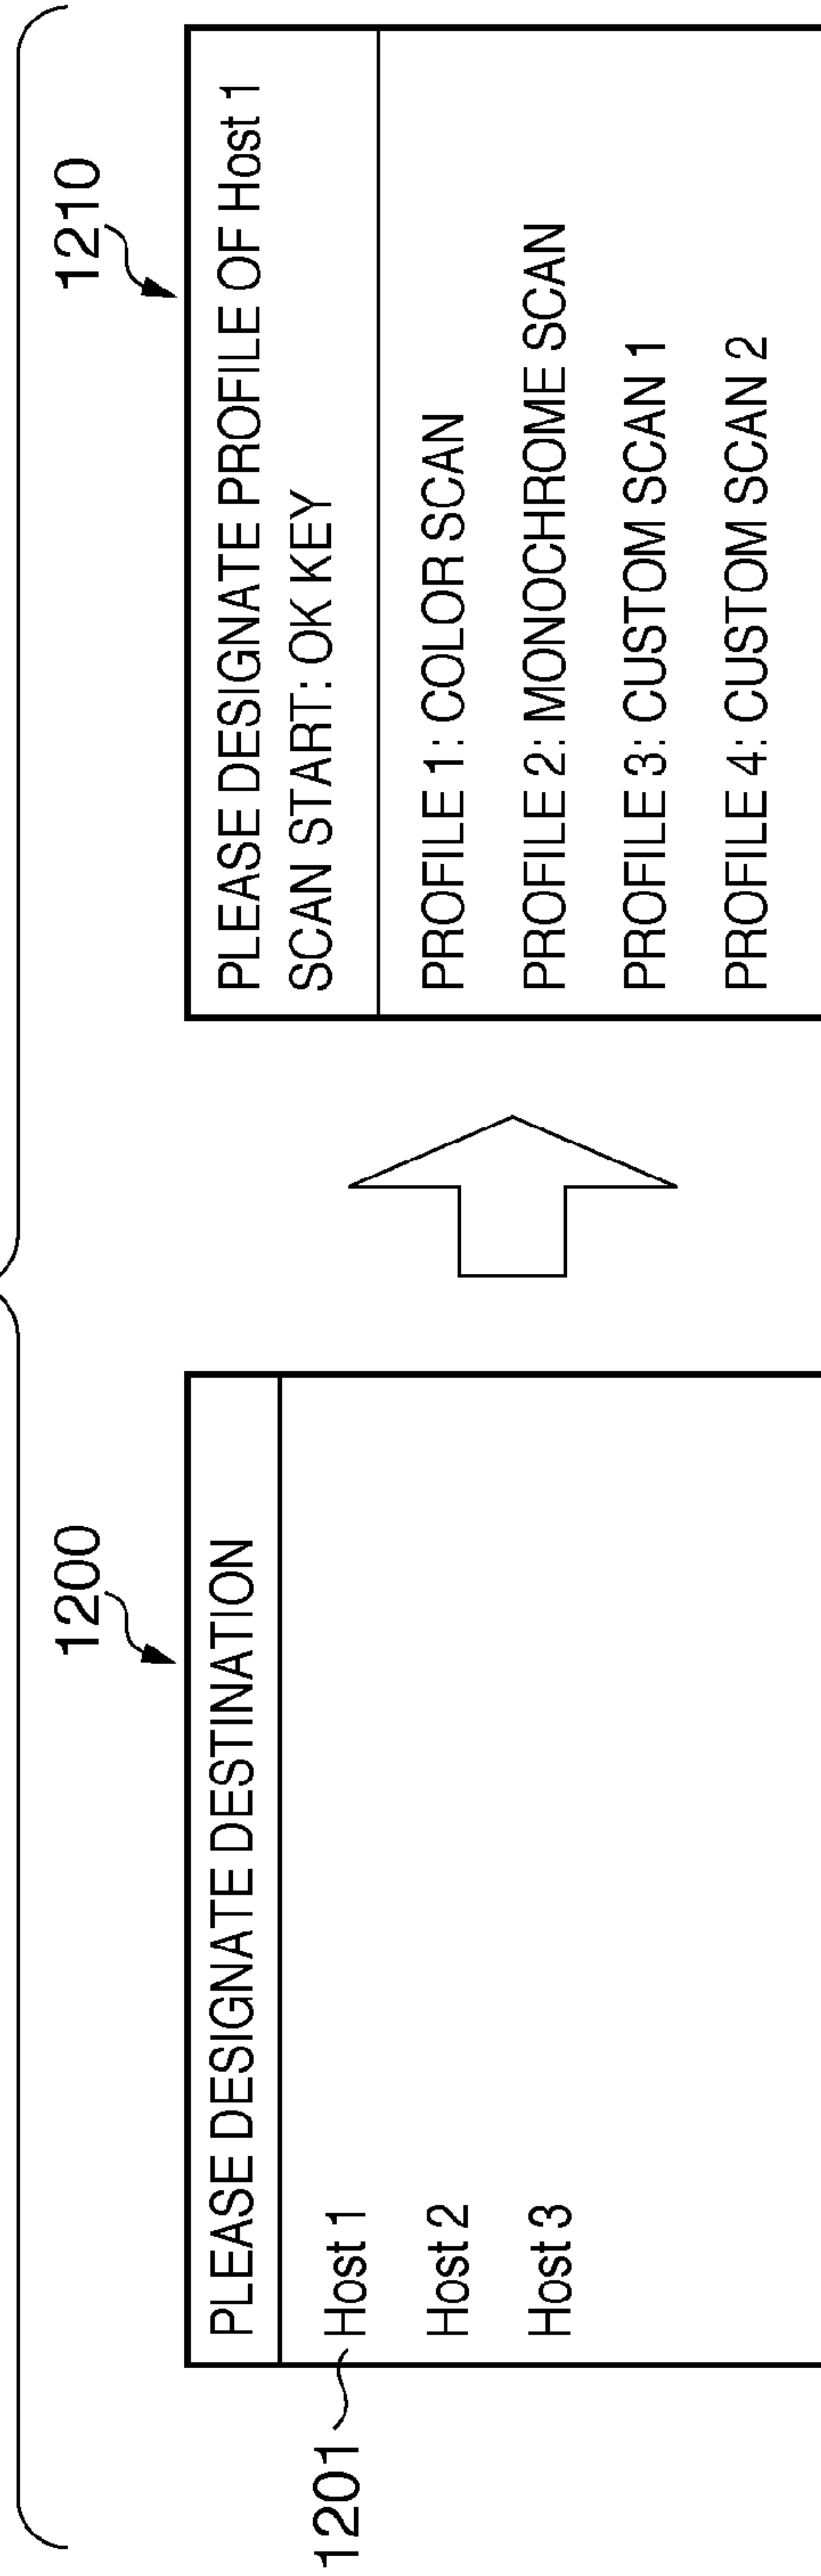 1200
PLEASE DESIGNATE DESTINATION
1201
Host 1
Host 2
Host 3
1210
PLEASE DESIGNATE PROFILE OF Host 1
SCAN START: OK KEY
PROFILE 1: COLOR SCAN
PROFILE 2: MONOCHROME SCAN
PROFILE 3: CUSTOM SCAN 1
PROFILE 4: CUSTOM SCAN 2